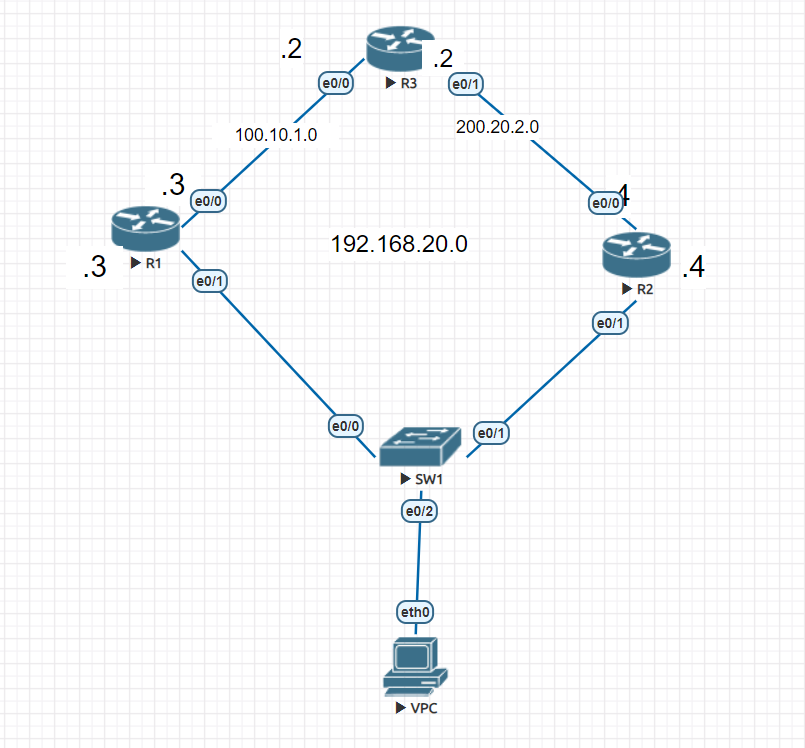 .2
.2
R3
e0/0
e0/1
100.10.1.0
200.20.2.0
.3
e0/0
4
e0/0
192.168.20.0
.3
R1
.4
R2
e0/1
e0/1
e0/0
e0/1
SW1
e0/2
eth0
VPC